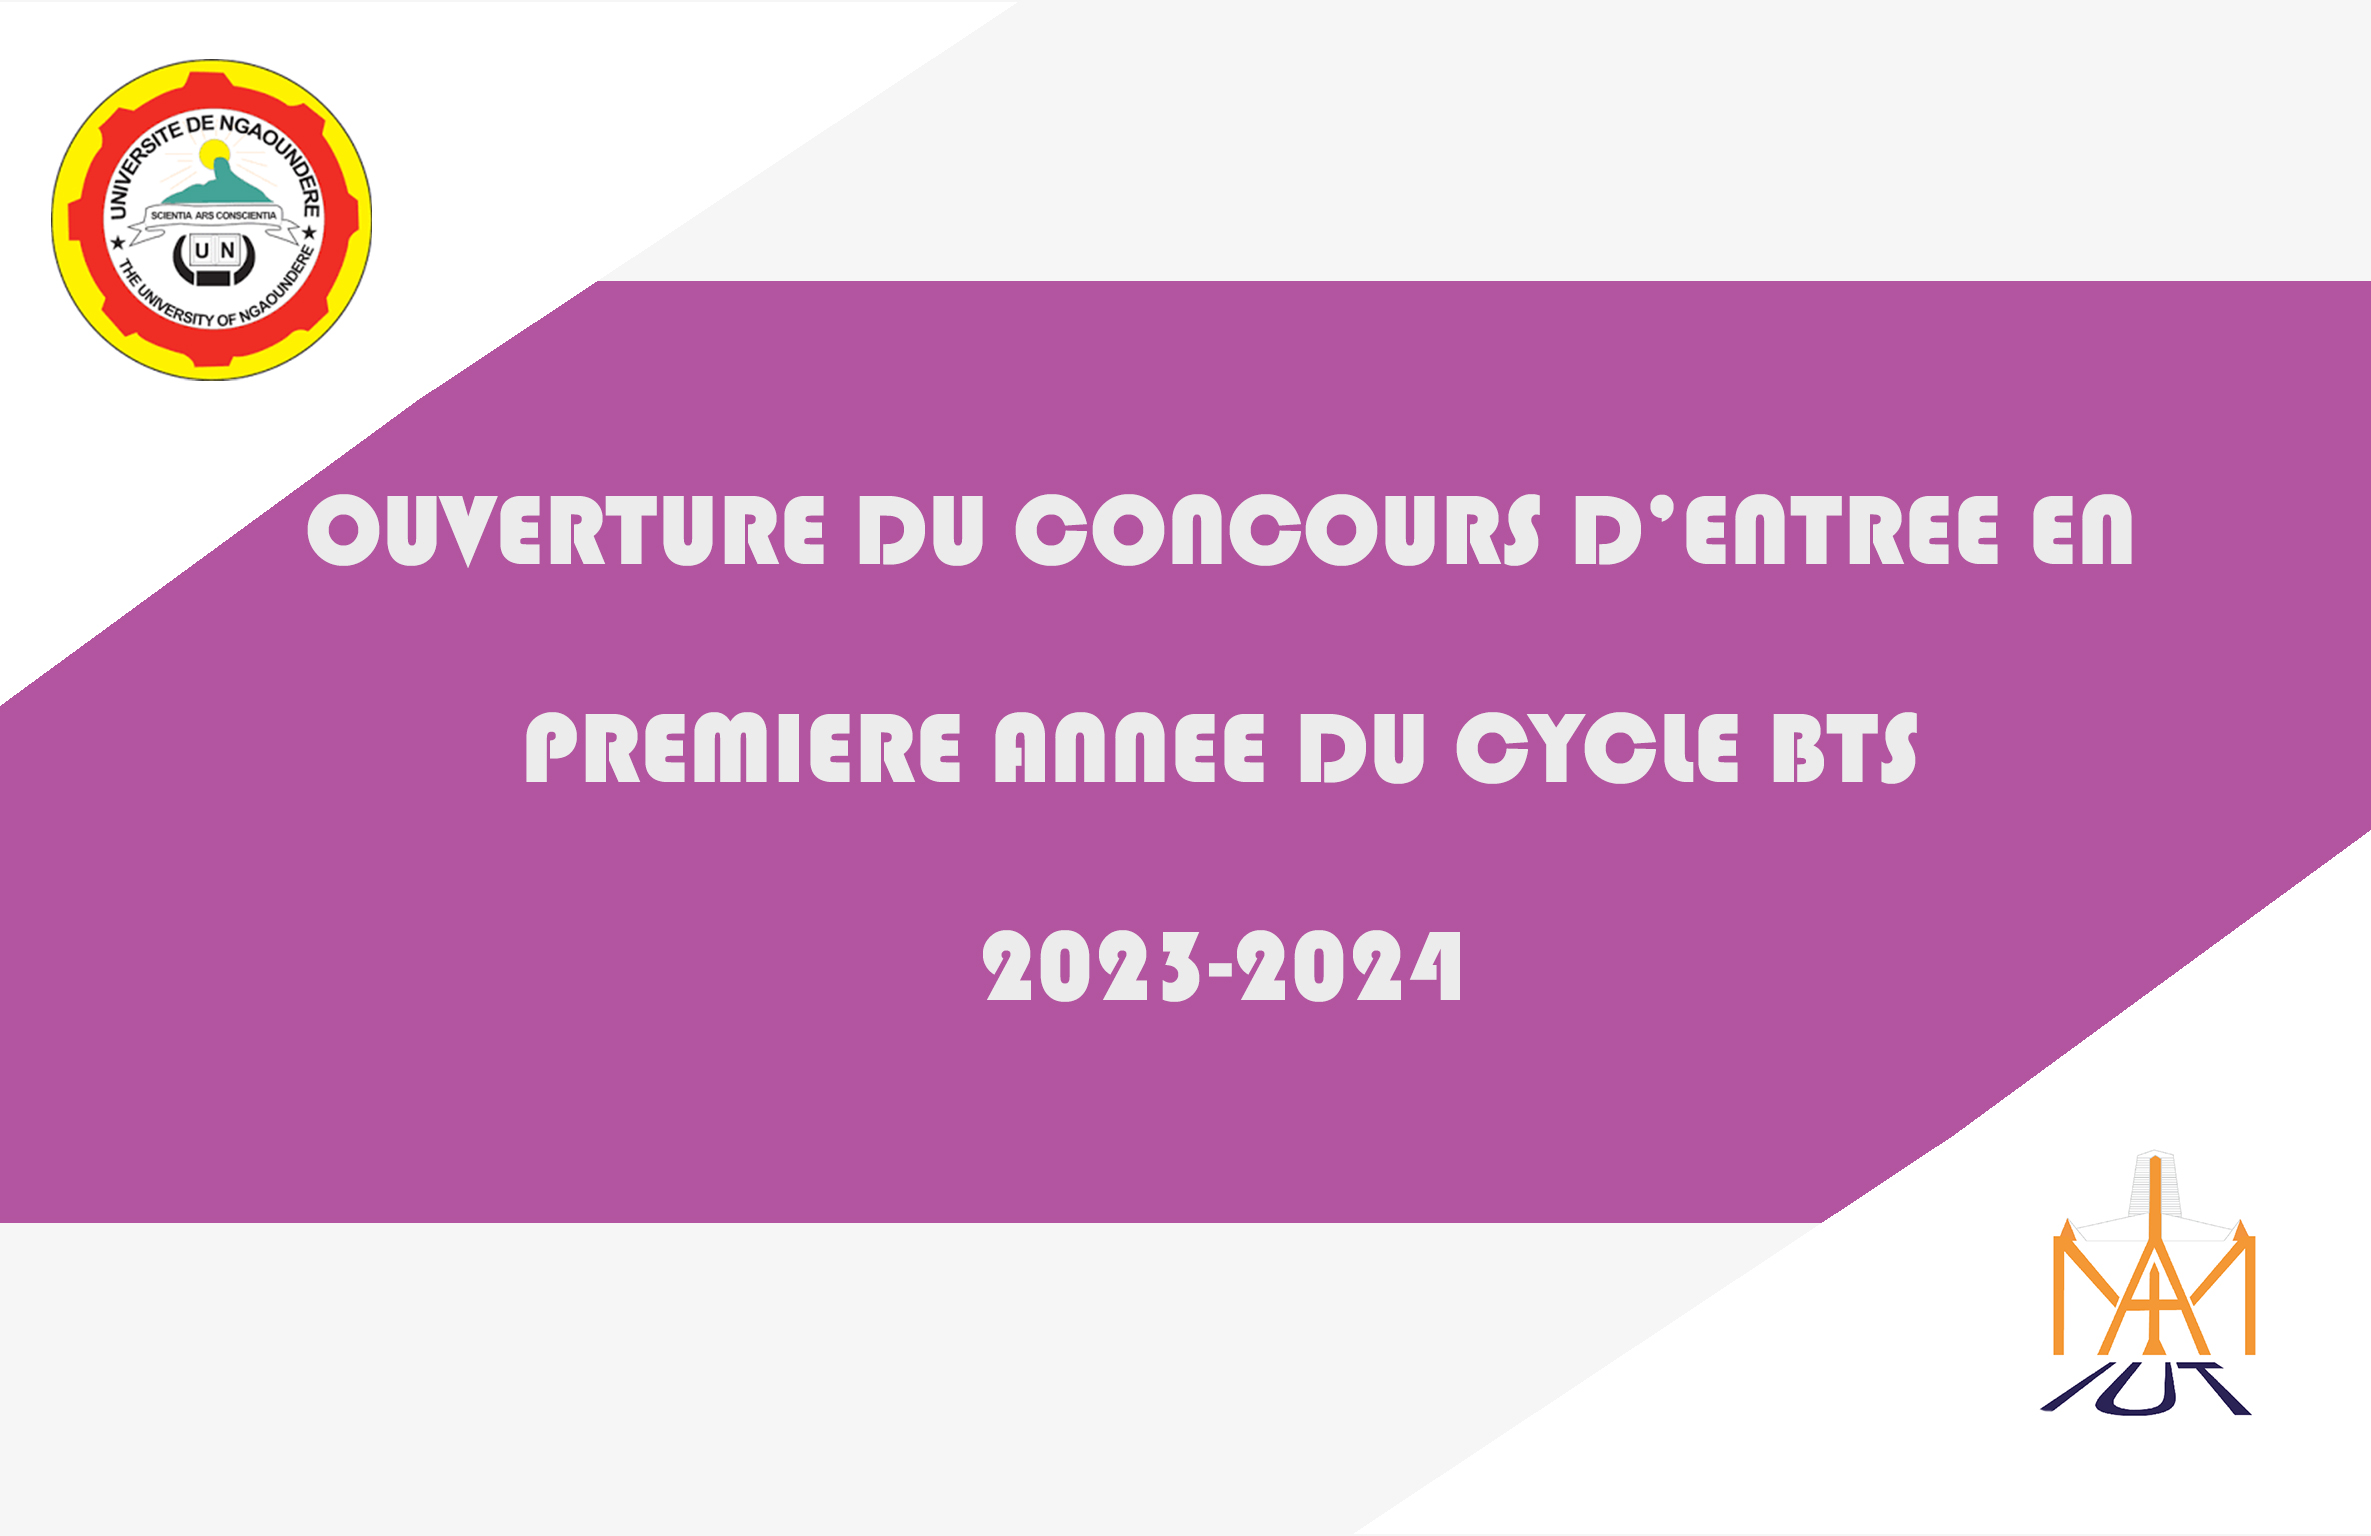 UNIVERSITE DE NGAOUNDERE
SCIENTIA ARS CONSCIENTIA
U N
THE UNIVERSITY OF NGAOUNDERE
OUVERTURE DU CONCOURS D'ENTREE EN
PREMIERE ANNEE DU CYCLE BTS
2023-2024
IUT